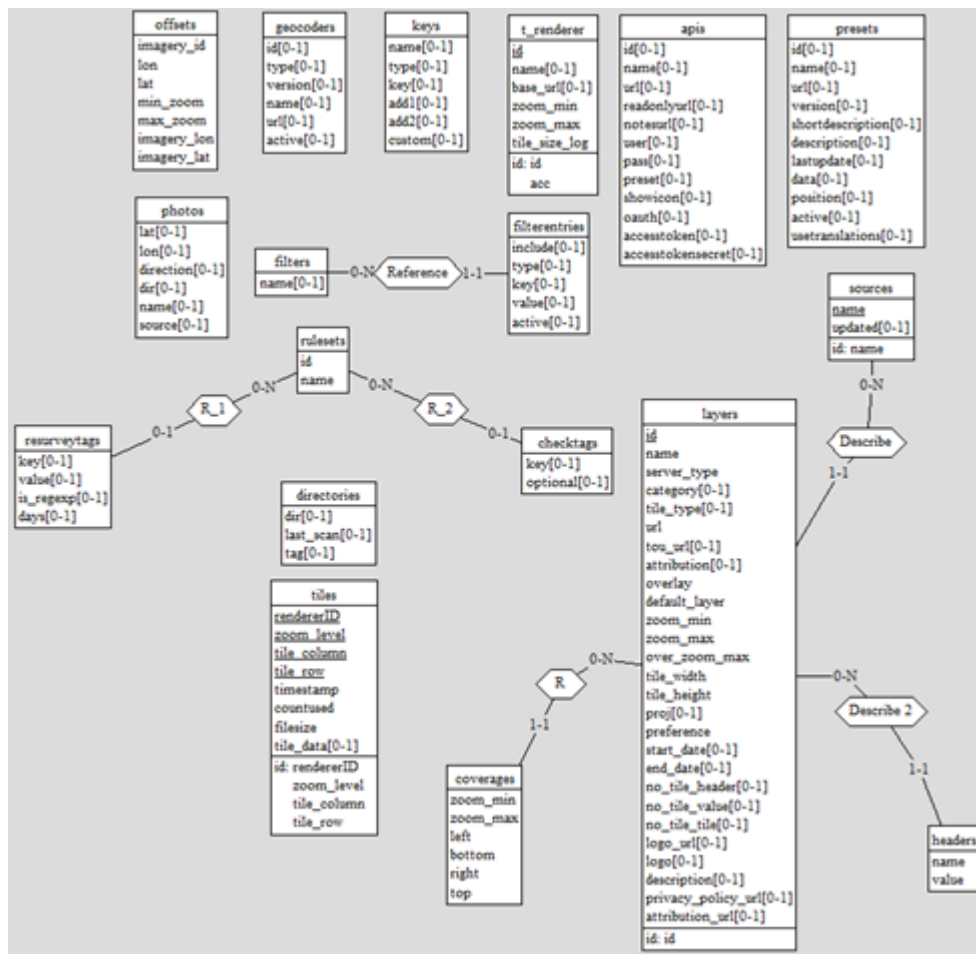 offsets
imagery_id
lon
lat
min_zoom
max_zoom
imagery_lon
imagery_lat
geocoders
id[0-1]
type[0-1]
version[0-1]
name[0-1]
url[0-1]
active[0-1]
keys
name[0-1]
type[0-1]
key[0-1]
add1[0-1]
add2[0-1]
custom[0-1]
t_renderer
id
name[0-1]
base_url[0-1]
zoom_min
zoom_max
tile_size_log
id: id
acc
apis
id[0-1]
name[0-1]
url[0-1]
readonlyurl[0-1]
notesurl[0-1]
user[0-1]
pass[0-1]
preset[0-1]
showicon[0-1]
oauth[0-1]
accesstoken[0-1]
accesstokensecret[0-1]
presets
id[0-1]
name[0-1]
url[0-1]
version[0-1]
shortdescription[0-1]
description[0-1]
lastupdate[0-1]
data[0-1]
position[0-1]
active[0-1]
usetranslations[0-1]
photos
lat[0-1]
lon[0-1]
direction[0-1]
dir[0-1]
name[0-1]
source[0-1]
filters
name[0-1]
0-N
Reference
1-1
filterentries
include[0-1]
type[0-1]
key[0-1]
value[0-1]
active[0-1]
sources
name
updated[0-1]
id: name
0-N
Describe
1-1
rulesets
id
name
0-N
R_1
0-1
0-N
R_2
0-1
resurveytags
key[0-1]
value[0-1]
is_regexp[0-1]
days[0-1]
checktags
key[0-1]
optional[0-1]
directories
dir[0-1]
last_scan[0-1]
tag[0-1]
tiles
rendererID
zoom_level
tile_column
tile_row
timestamp
countused
filesize
tile_data[0-1]
id: rendererID
zoom_level
tile_column
tile_row
layers
id
name
server_type
category[0-1]
tile_type[0-1]
url
tou_url[0-1]
attribution[0-1]
overlay
default_layer
zoom_min
zoom_max
over_zoom_max
tile_width
tile_height
proj[0-1]
preference
start_date[0-1]
end_date[0-1]
no_tile_header[0-1]
no_tile_value[0-1]
no_tile_tile[0-1]
logo_url[0-1]
logo[0-1]
description[0-1]
privacy_policy_url[0-1]
attribution_url[0-1]
id: id
0-N
R
1-1
coverages
zoom_min
zoom_max
left
bottom
right
top
0-N
Describe 2
1-1
headers
name
value